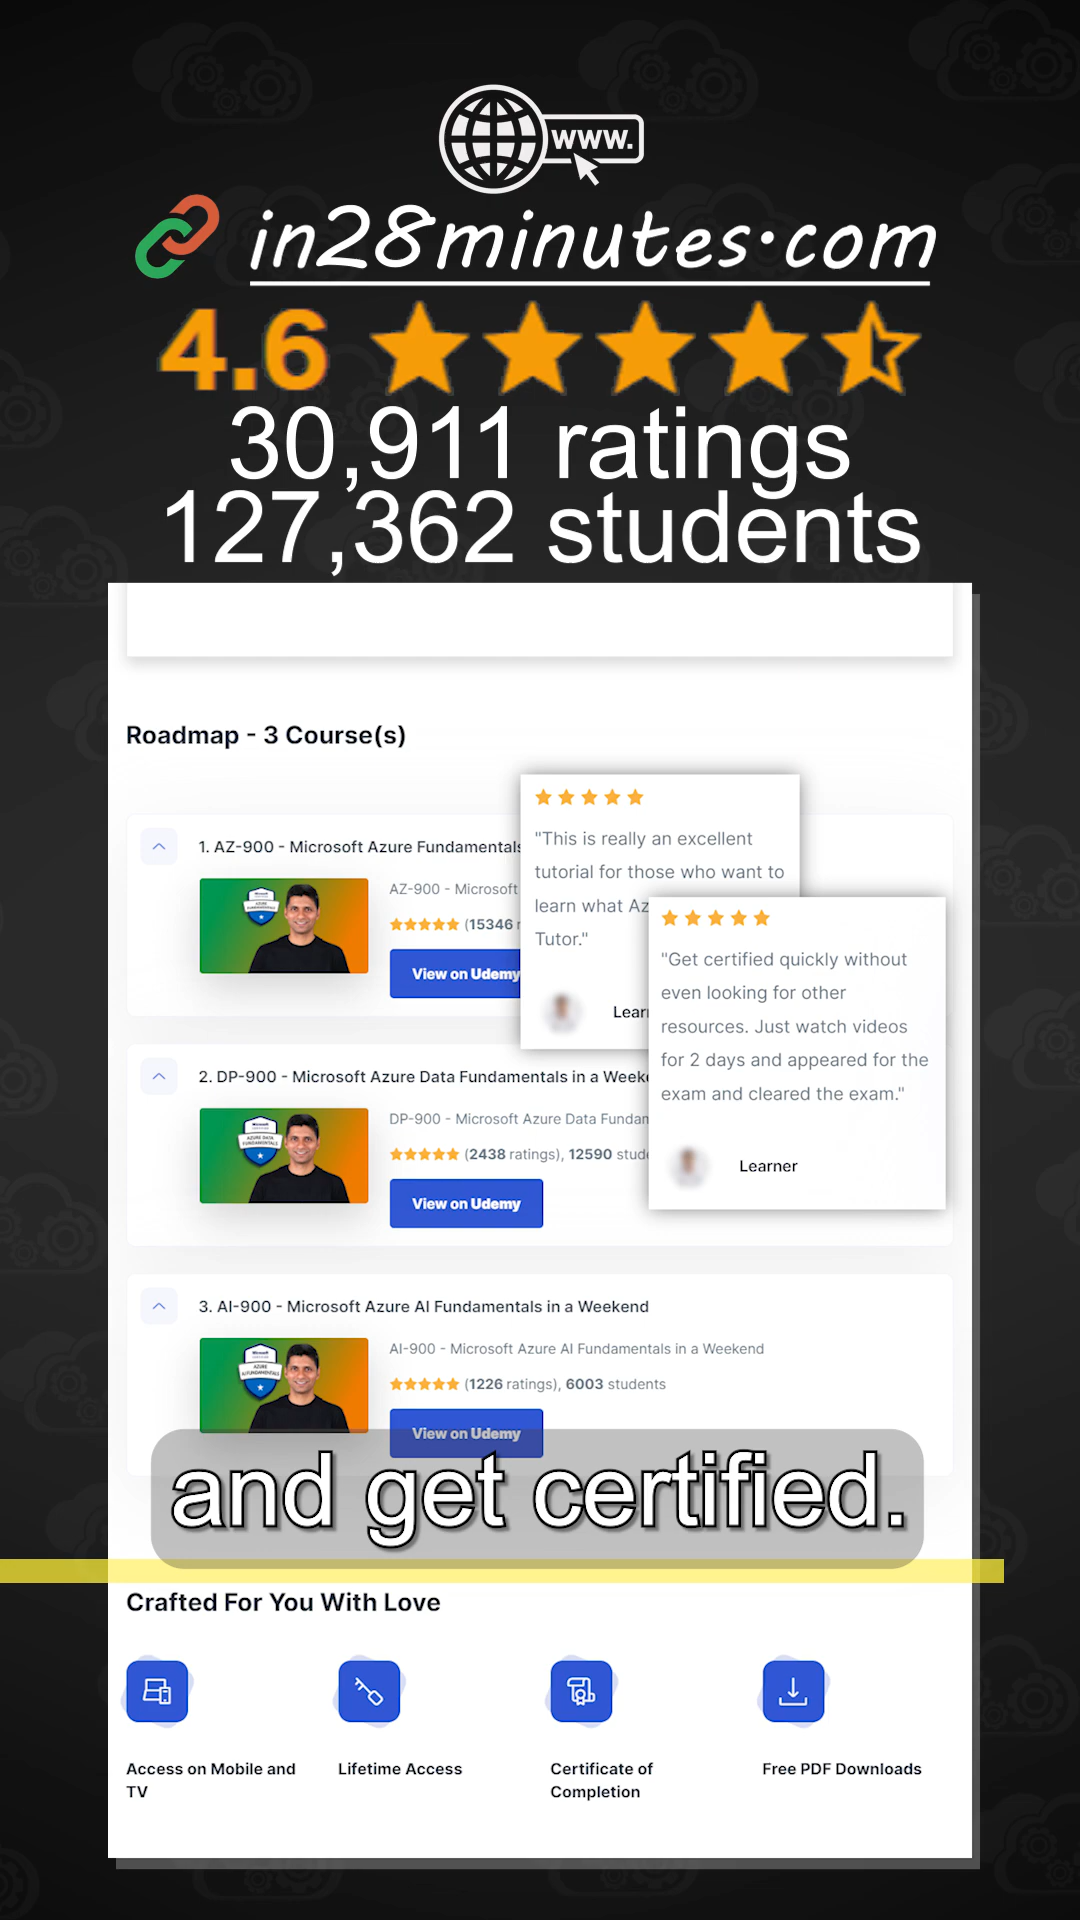 www.
in28minutes.com
4.6
30,911 ratings
127,362 students
Roadmap - 3 Course(s)
1. AZ-900 - Microsoft Azure Fundamentals
AZ-900 - Microsoft
(15346
View on Udemy
"This is really an excellent
tutorial for those who want to
learn what Az
Tutor."
"Get certified quickly without
even looking for other
resources. Just watch videos
for 2 days and appeared for the
exam and cleared the exam."
Learner
2. DP-900 - Microsoft Azure Data Fundamentals in a Week
DP-900 - Microsoft Azure Data Fundam
(2438 ratings), 12590 stude
View on Udemy
3. AI-900 - Microsoft Azure AI Fundamentals in a Weekend
AI-900 - Microsoft Azure AI Fundamentals in a Weekend
(1226 ratings), 6003 students
View on Udemy
and get certified.
Crafted For You With Love
Access on Mobile and
TV
Lifetime Access
Certificate of
Completion
Free PDF Downloads